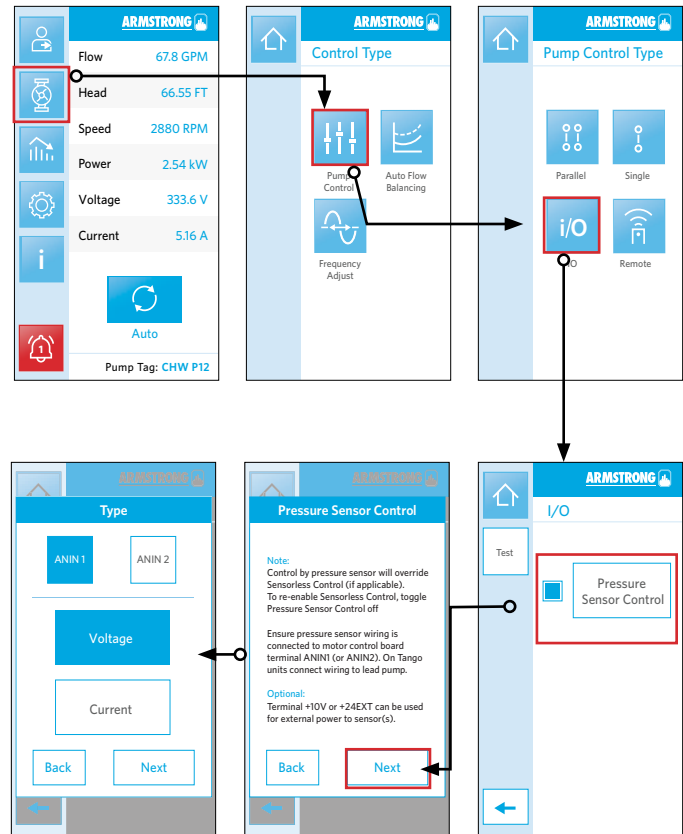 ARMSTRONG
Flow 67.8 GPM
Head 66.55 FT
Speed 2880 RPM
Power 2.54 kW
Voltage 333.6 V
Current 5.16 A
i
Auto
1
Pump Tag: CHW P12
ARMSTRONG
Control Type
Pump
Control
Auto Flow
Balancing
Frequency
Adjust
ARMSTRONG
Pump Control Type
Parallel
Single
i/O
Remote
ARMSTRONG
Type
ANIN 1
ANIN 2
Voltage
Current
Back
Next
ARMSTRONG
Pressure Sensor Control
Note:
Control by pressure sensor will override
Sensorless Control (if applicable).
To re-enable Sensorless Control, toggle
Pressure Sensor Control off
Ensure pressure sensor wiring is
connected to motor control board
terminal ANIN1 (or ANIN2). On Tango
units connect wiring to lead pump.
Optional:
Terminal +10V or +24EXT can be used
for external power to sensor(s).
Back
Next
ARMSTRONG
I/O
Test
Pressure
Sensor Control